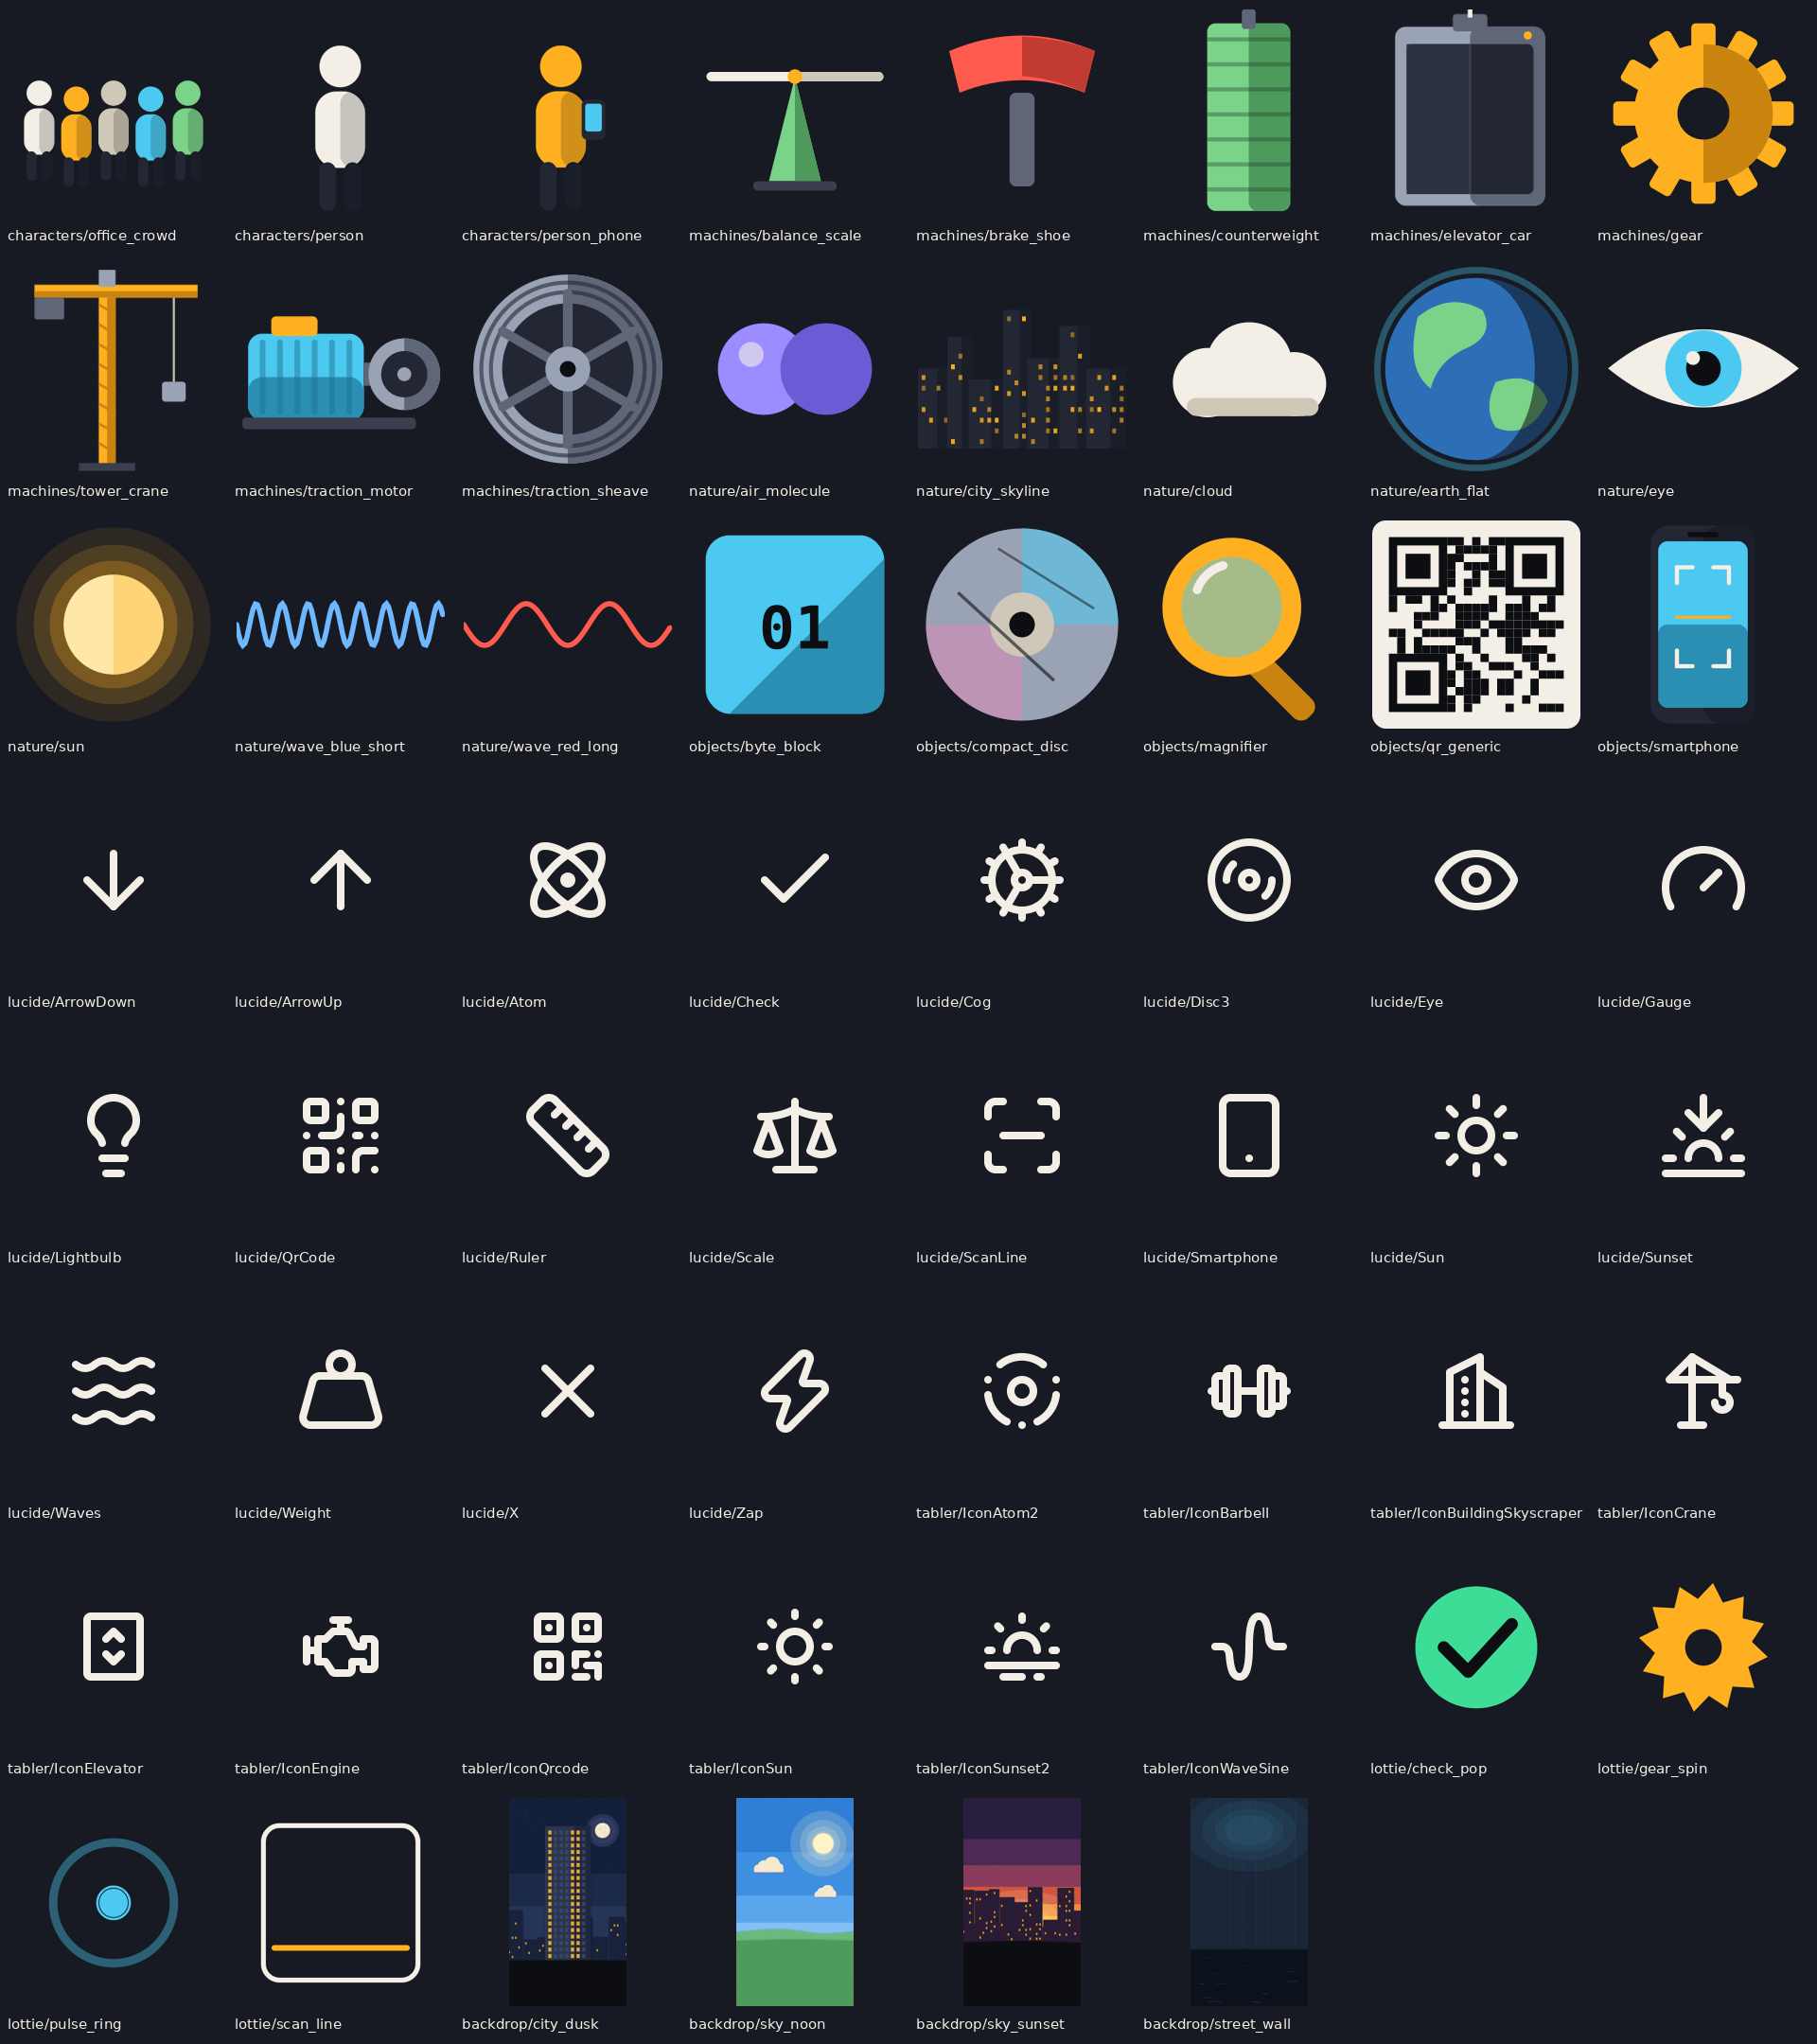 characters/office_crowd
characters/person
characters/person_phone
machines/balance_scale
machines/brake_shoe
machines/counterweight
machines/elevator_car
machines/gear
machines/tower_crane
machines/traction_motor
machines/traction_sheave
nature/air_molecule
nature/city_skyline
nature/cloud
nature/earth_flat
nature/eye
01
nature/sun
nature/wave_blue_short
nature/wave_red_long
objects/byte_block
objects/compact_disc
objects/magnifier
objects/qr_generic
objects/smartphone
lucide/ArrowDown
lucide/ArrowUp
lucide/Atom
lucide/Check
lucide/Cog
lucide/Disc3
lucide/Eye
lucide/Gauge
lucide/Lightbulb
lucide/QrCode
lucide/Ruler
lucide/Scale
lucide/ScanLine
lucide/Smartphone
lucide/Sun
lucide/Sunset
lucide/Waves
lucide/Weight
lucide/X
lucide/Zap
tabler/IconAtom2
tabler/IconBarbell
tabler/IconBuildingSkyscraper
tabler/IconCrane
tabler/IconElevator
tabler/IconEngine
tabler/IconQrcode
tabler/IconSun
tabler/IconSunset2
tabler/IconWaveSine
lottie/check_pop
lottie/gear_spin
lottie/pulse_ring
lottie/scan_line
backdrop/city_dusk
backdrop/sky_noon
backdrop/sky_sunset
backdrop/street_wall